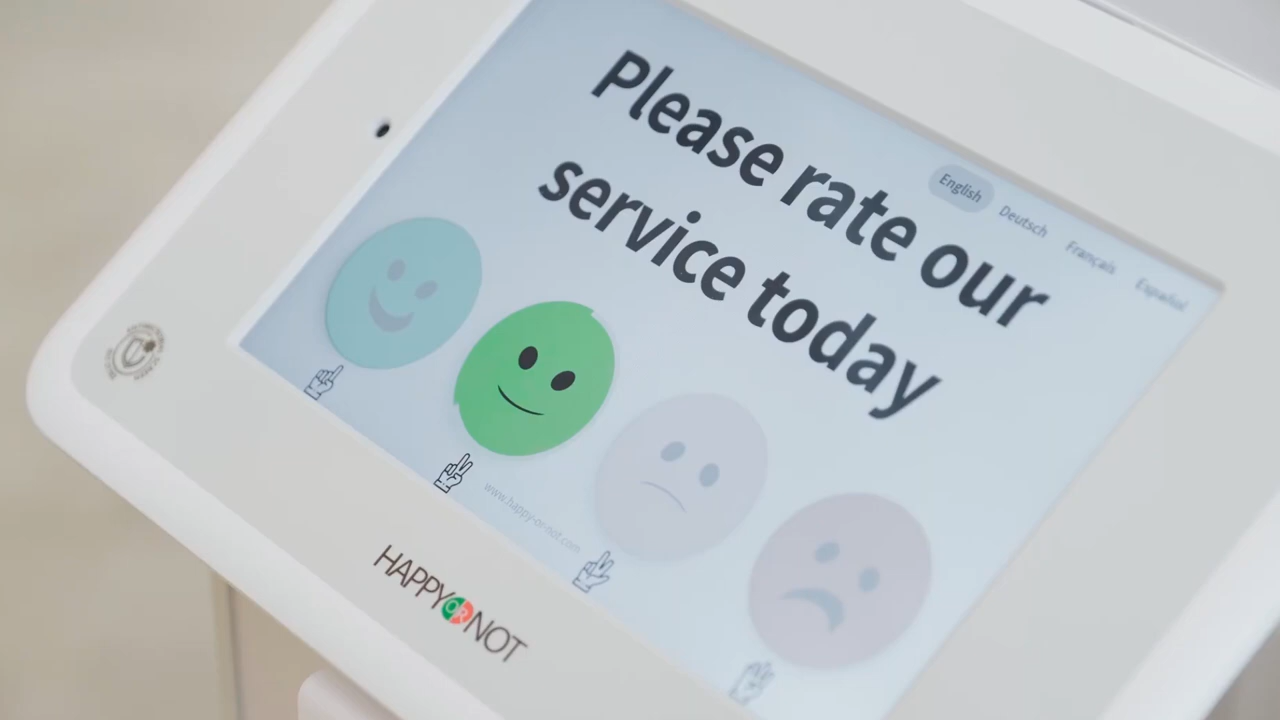 Please rate our
service today
English
Deutsch
Français
Español
www.happy-or-not.com
HAPPY OR NOT